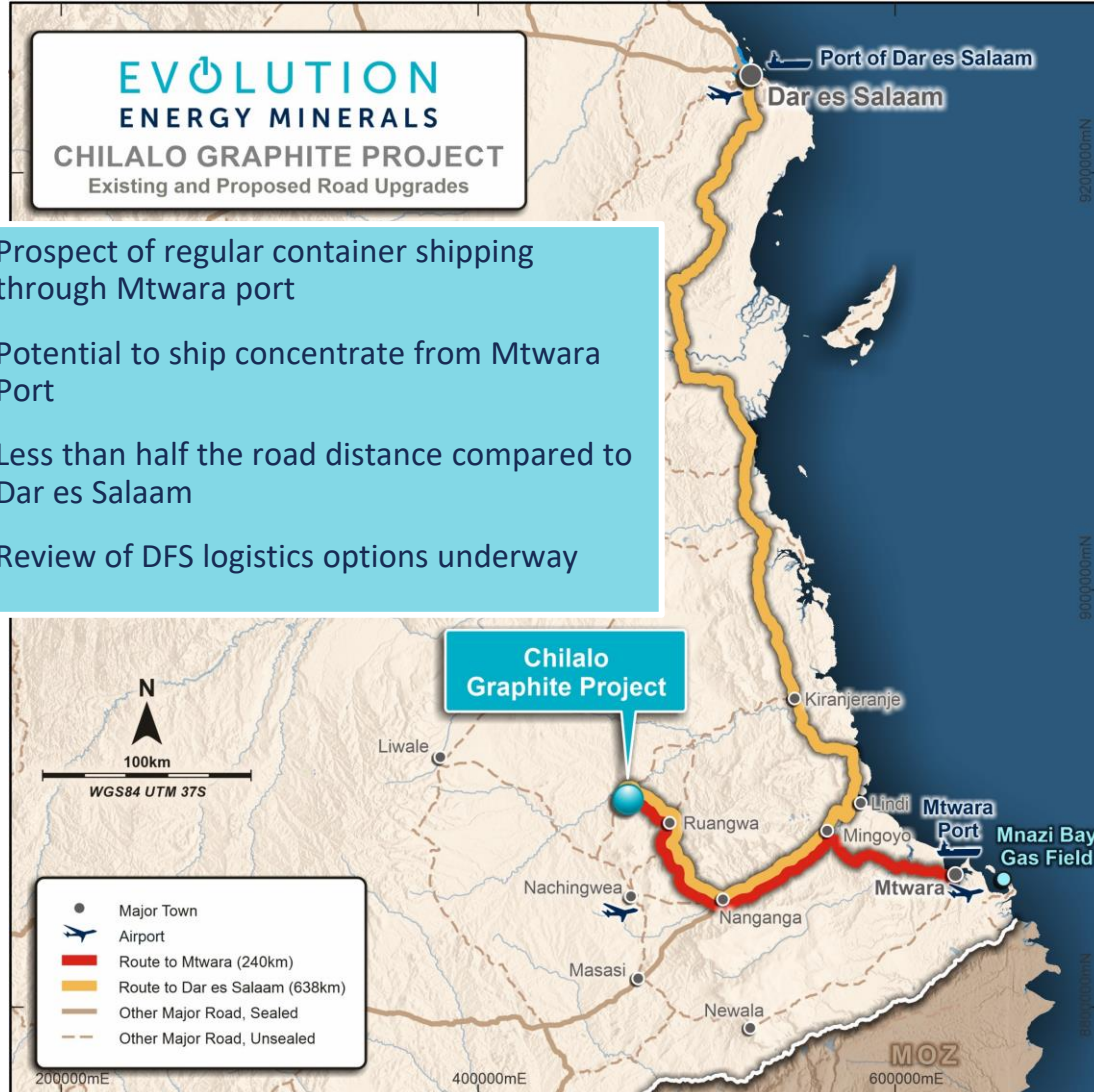 EVOLUTION
ENERGY MINERALS
CHILALO GRAPHITE PROJECT
Existing and Proposed Road Upgrades
Port of Dar es Salaam
Dar es Salaam
9200000mN
Prospect of regular container shipping
through Mtwara port
Potential to ship concentrate from Mtwara
Port
Less than half the road distance compared to
Dar es Salaam
Review of DFS logistics options underway
9000000mN
Chilalo
Graphite Project
Kiranjeranje
N
100km
WGS84 UTM 37S
Liwale
Lindi
Ruangwa
Mingoyo
Mtwara
Port
Mnazi Bay
Gas Field
Mtwara
Nachingwea
Nanganga
Masasi
Newala
Major Town
Airport
Route to Mtwara (240km)
Route to Dar es Salaam (638km)
Other Major Road, Sealed
Other Major Road, Unsealed
MOZ
200000mE
400000mE
600000mE